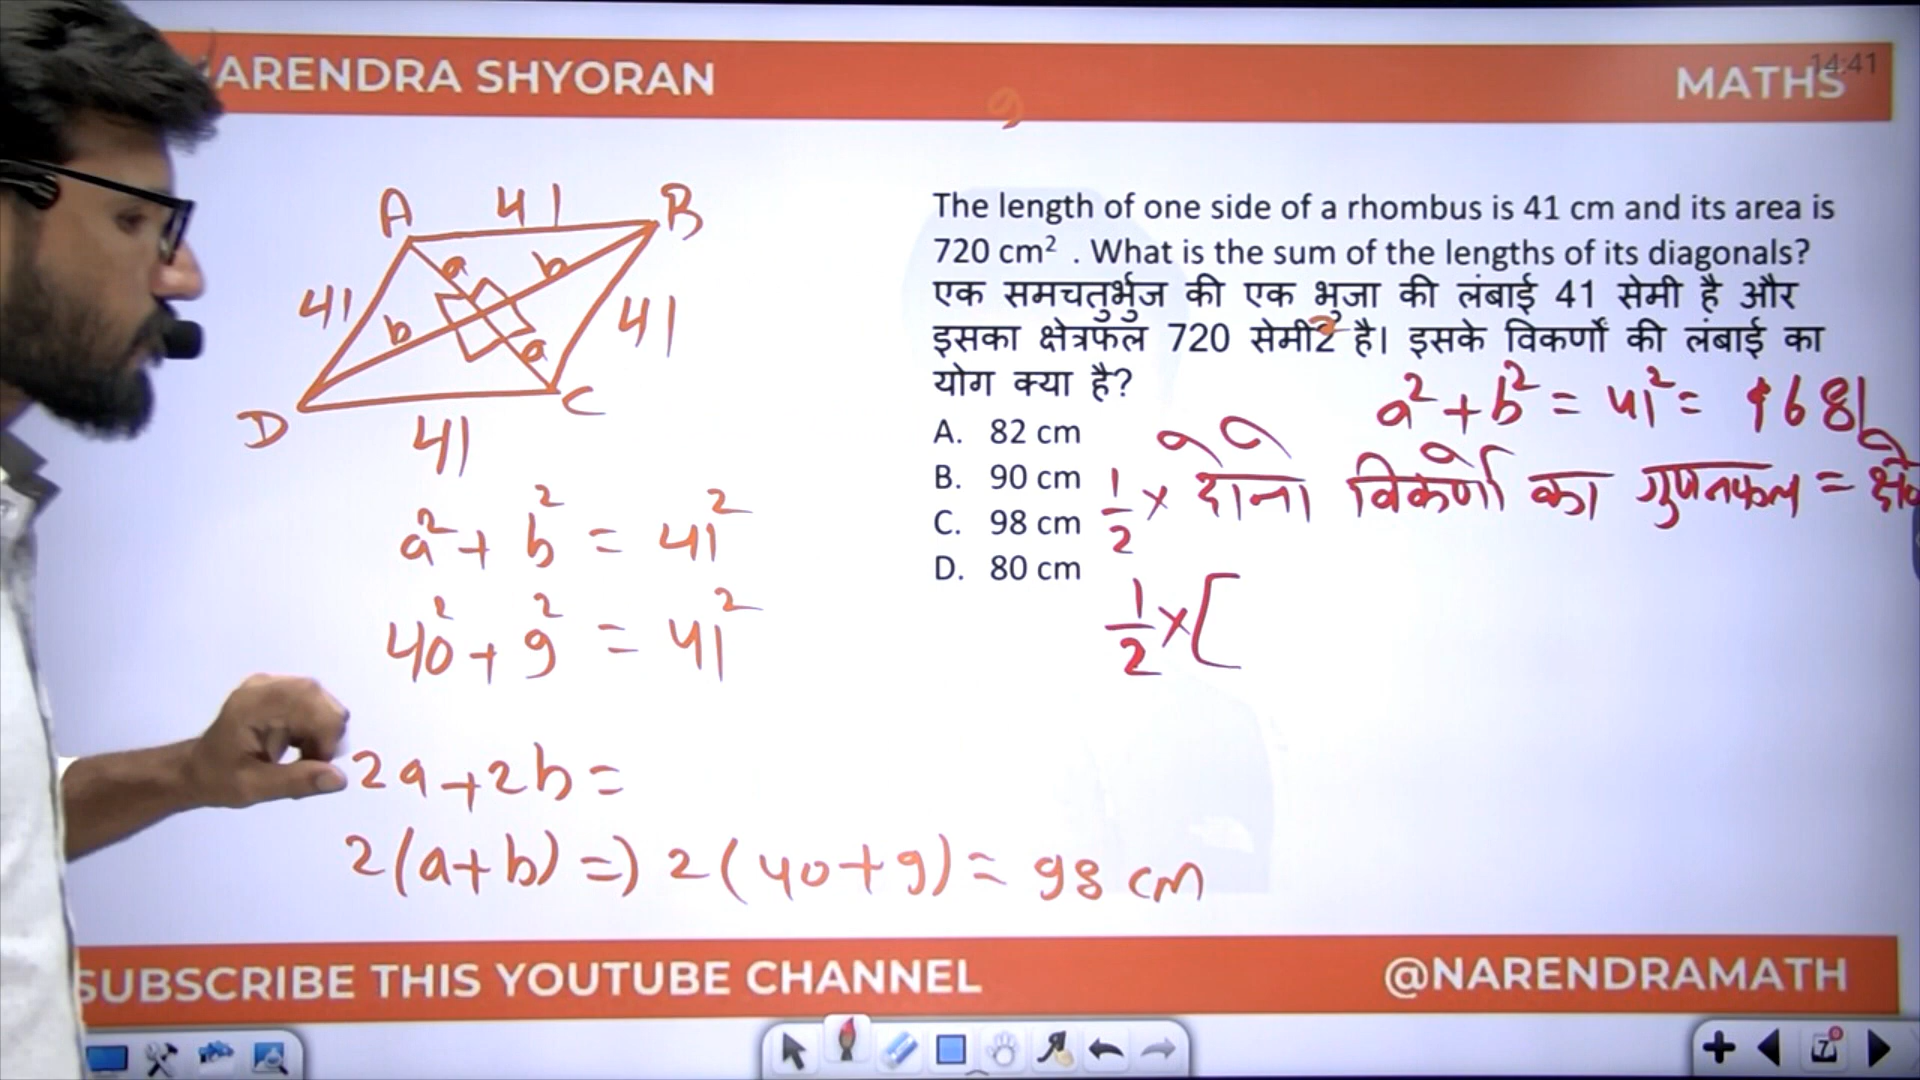 ARENDRA SHYORAN
MATHS
14:41
9
The length of one side of a rhombus is 41 cm and its area is
720 cm² . What is the sum of the lengths of its diagonals?
एक समचतुर्भुज की एक भुजा की लंबाई 41 सेमी है और
इसका क्षेत्रफल 720 सेमी2 है। इसके विकर्णों की लंबाई का
योग क्या है?
A. 82 cm
B. 90 cm
C. 98 cm
D. 80 cm
A 41 B
41 a b
b a 41
D 41 C
a² + b² = 41²
40² + 9² = 41²
2a + 2b =
2(a+b) => 2(40+9) = 98 cm
a² + b² = 41² = 1681
1/2 × दोनों विकर्णों का गुणनफल =
1/2 × [
SUBSCRIBE THIS YOUTUBE CHANNEL
@NARENDRAMATH
7